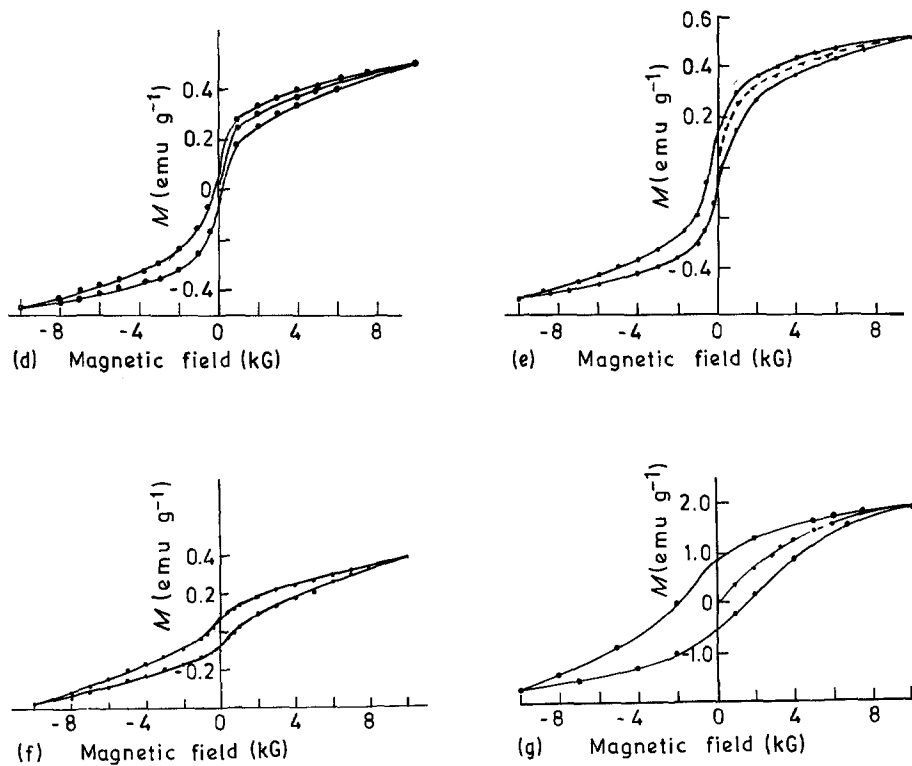 M (emu g⁻¹)
0.4
0.2
0
-0.4
-8 -4 0 4 8
(d) Magnetic field (kG)
M (emu g⁻¹)
0.6
0.4
0.2
-0.4
-8 -4 0 4 8
(e) Magnetic field (kG)
M (emu g⁻¹)
0.4
0.2
-0.2
-8 -4 0 4 8
(f) Magnetic field (kG)
M (emu g⁻¹)
2.0
1.0
0
-1.0
-8 -4 0 4 8
(g) Magnetic field (kG)